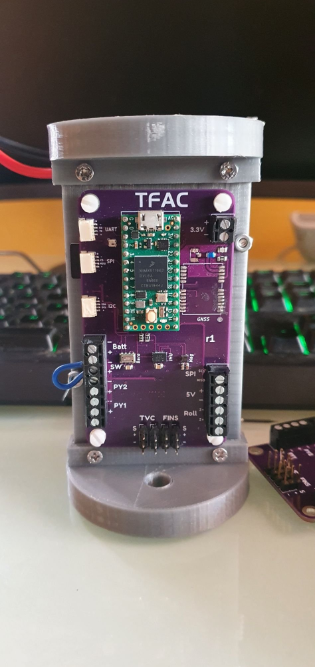 TFAC
UART
3.3V
SPI
I2C
GNSS
r1
Batt
SW
SPI
PY2
5V
PY1
Roll
TVC FINS
S S